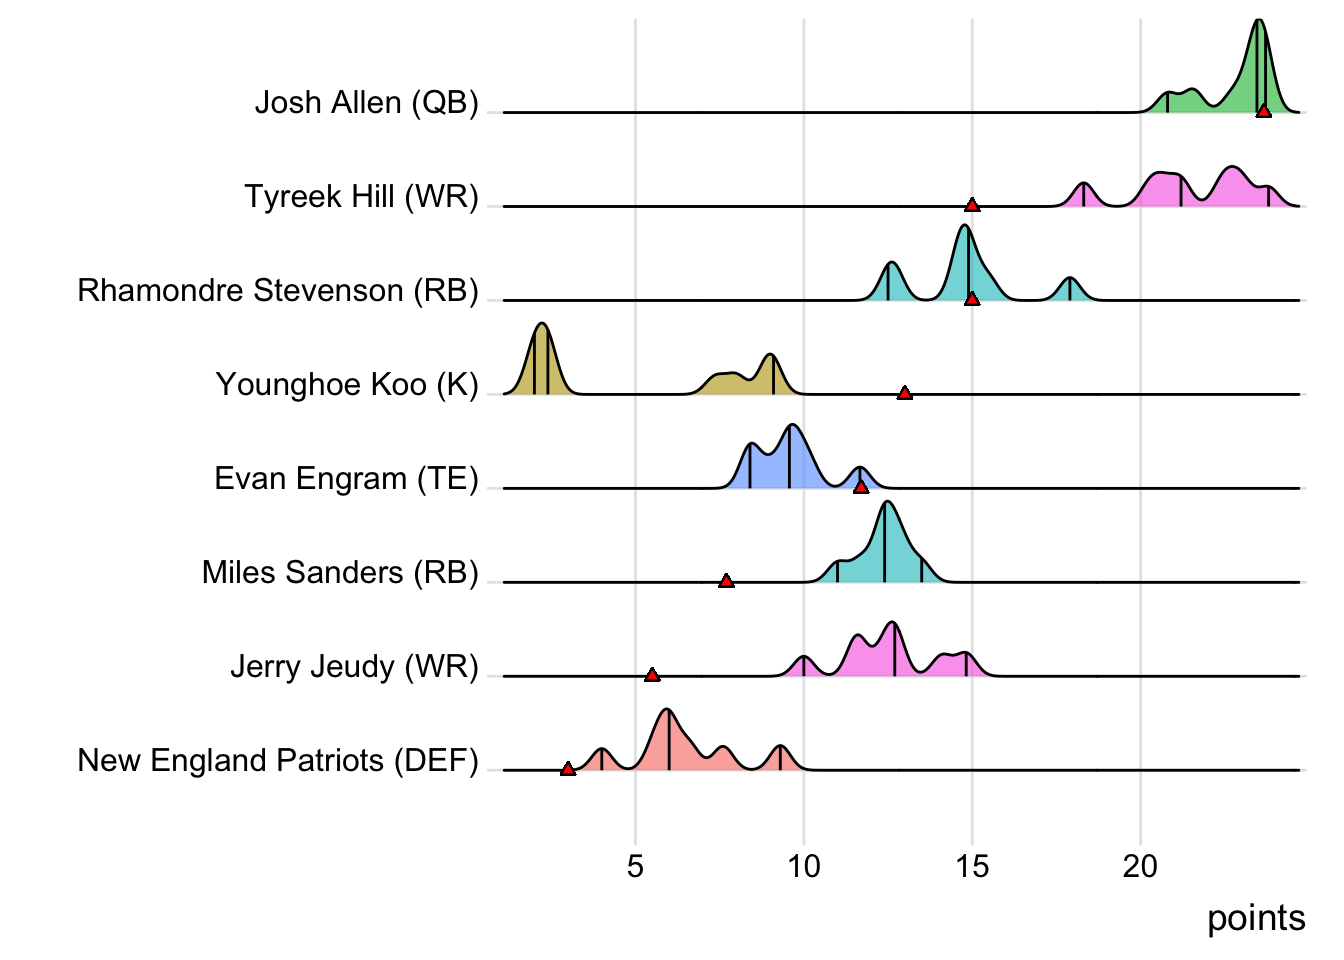 Josh Allen (QB)
Tyreek Hill (WR)
Rhamondre Stevenson (RB)
Younghoe Koo (K)
Evan Engram (TE)
Miles Sanders (RB)
Jerry Jeudy (WR)
New England Patriots (DEF)
5 10 15 20
points